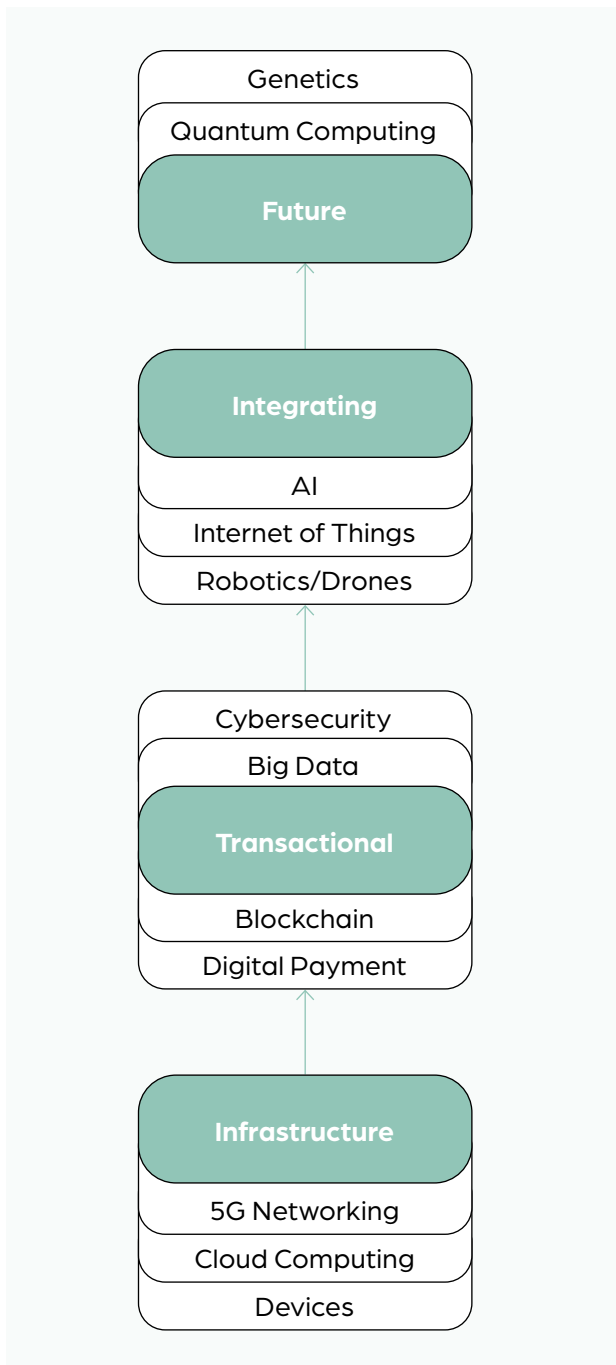 Genetics
Quantum Computing
Future
Integrating
AI
Internet of Things
Robotics/Drones
Cybersecurity
Big Data
Transactional
Blockchain
Digital Payment
Infrastructure
5G Networking
Cloud Computing
Devices